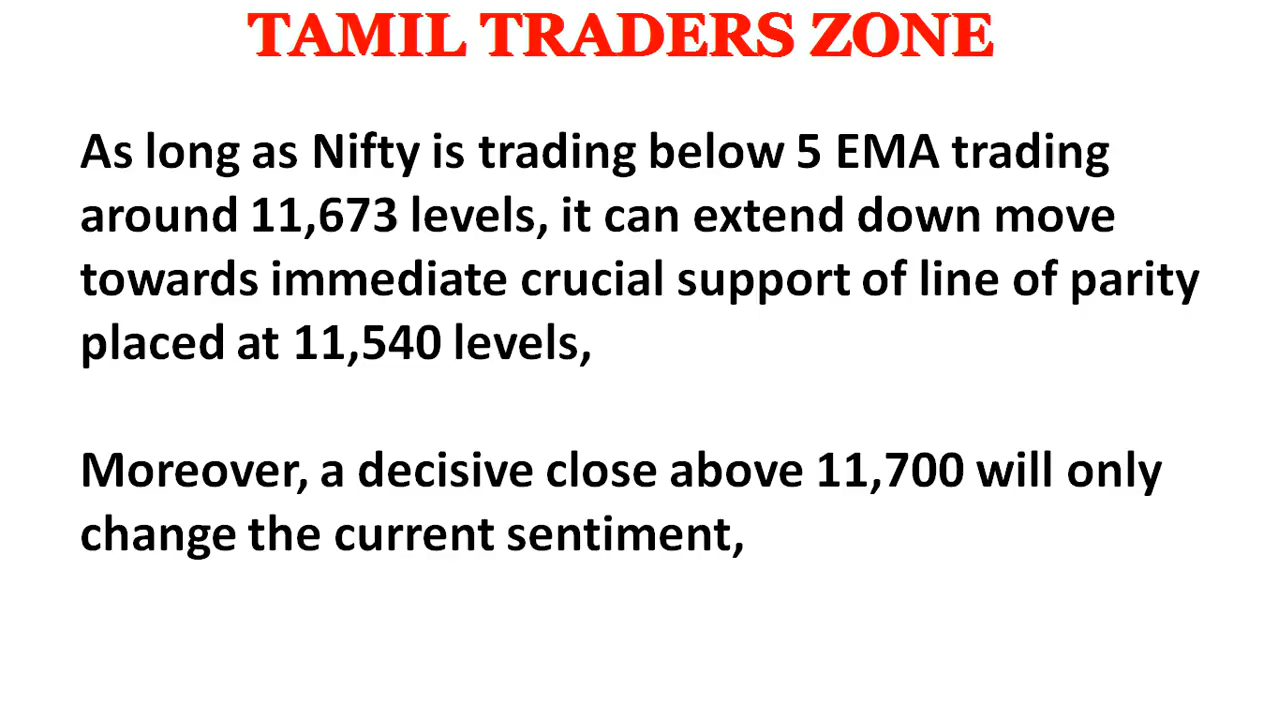 TAMIL TRADERS ZONE
As long as Nifty is trading below 5 EMA trading
around 11,673 levels, it can extend down move
towards immediate crucial support of line of parity
placed at 11,540 levels,
Moreover, a decisive close above 11,700 will only
change the current sentiment,